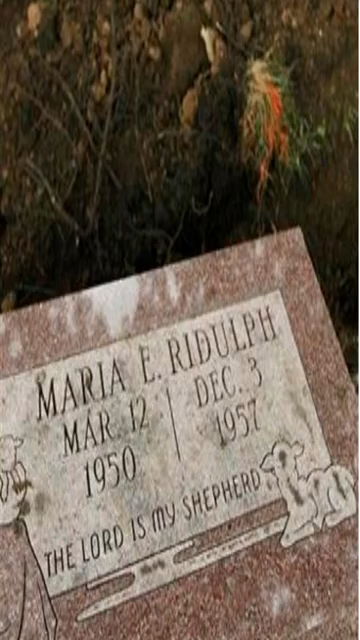 MARIA E. RIDULPH
MAR. 12
1950
DEC. 3
1957
THE LORD IS MY SHEPHERD